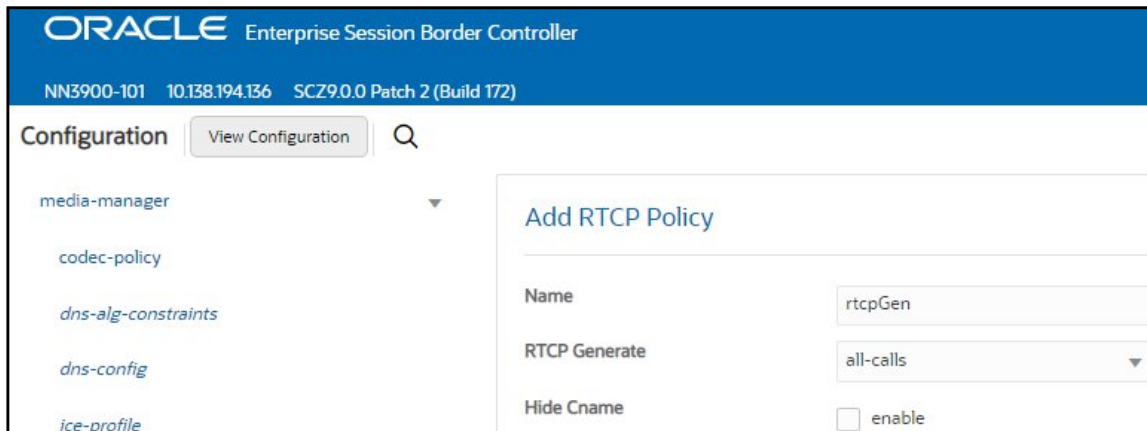 ORACLE Enterprise Session Border Controller
NN3900-101 10.138.194.136 SCZ9.0.0 Patch 2 (Build 172)
Configuration View Configuration
media-manager
codec-policy
dns-alg-constraints
dns-config
ice-profile
Add RTCP Policy
Name rtcpGen
RTCP Generate all-calls
Hide Cname enable